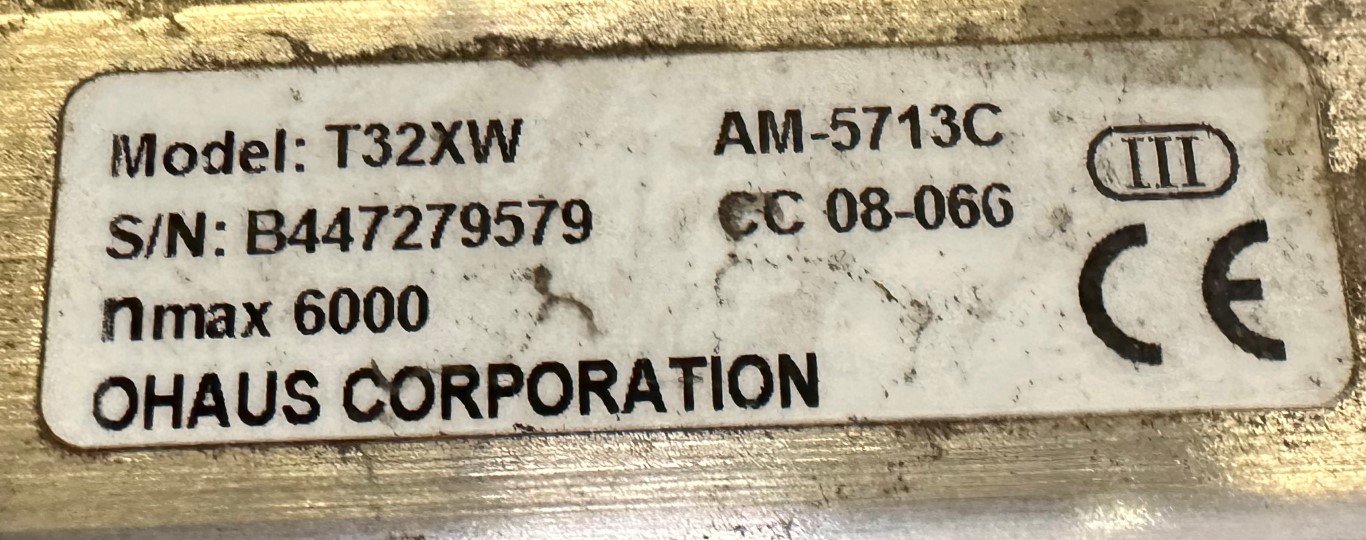 Model: T32XW AM-5713C III
S/N: B447279579 CC 08-066
nmax 6000 CE
OHAUS CORPORATION